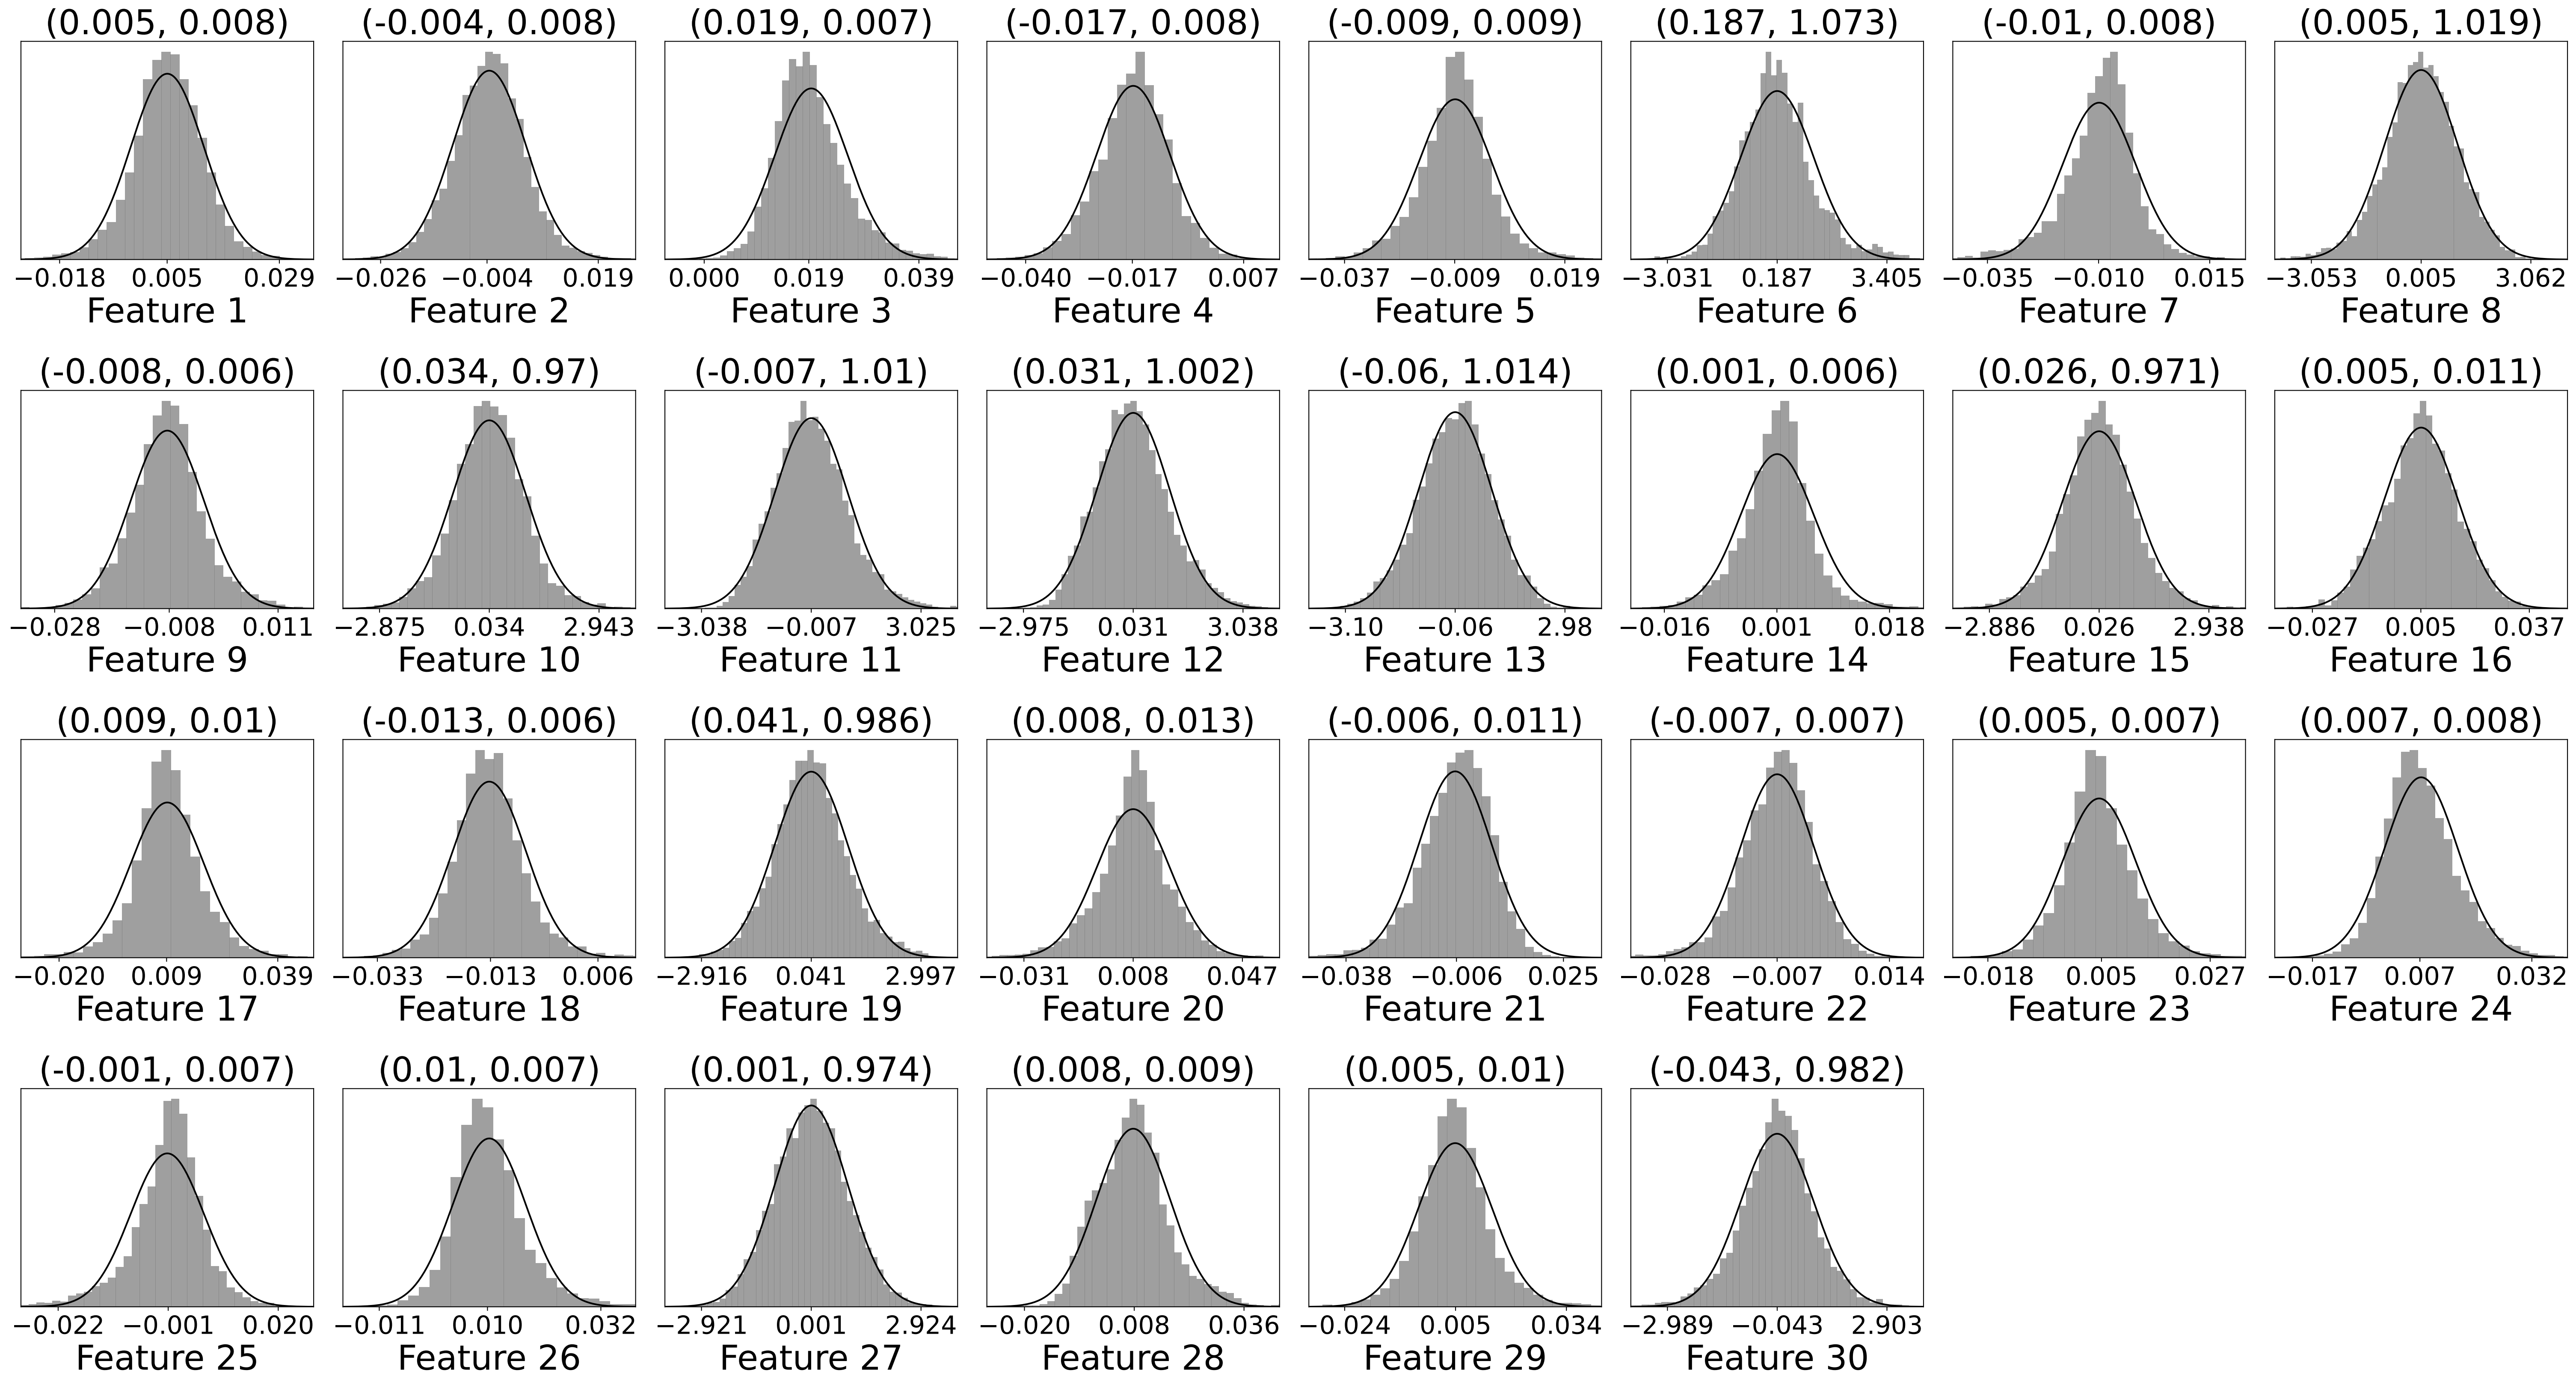 (0.005, 0.008) (-0.004, 0.008) (0.019, 0.007) (-0.017, 0.008) (-0.009, 0.009) (0.187, 1.073) (-0.01, 0.008) (0.005, 1.019)
−0.018 0.005 0.029 −0.026 −0.004 0.019 0.000 0.019 0.039 −0.040 −0.017 0.007 −0.037 −0.009 0.019 −3.031 0.187 3.405 −0.035 −0.010 0.015 −3.053 0.005 3.062
Feature 1 Feature 2 Feature 3 Feature 4 Feature 5 Feature 6 Feature 7 Feature 8
(-0.008, 0.006) (0.034, 0.97) (-0.007, 1.01) (0.031, 1.002) (-0.06, 1.014) (0.001, 0.006) (0.026, 0.971) (0.005, 0.011)
−0.028 −0.008 0.011 −2.875 0.034 2.943 −3.038 −0.007 3.025 −2.975 0.031 3.038 −3.10 −0.06 2.98 −0.016 0.001 0.018 −2.886 0.026 2.938 −0.027 0.005 0.037
Feature 9 Feature 10 Feature 11 Feature 12 Feature 13 Feature 14 Feature 15 Feature 16
(0.009, 0.01) (-0.013, 0.006) (0.041, 0.986) (0.008, 0.013) (-0.006, 0.011) (-0.007, 0.007) (0.005, 0.007) (0.007, 0.008)
−0.020 0.009 0.039 −0.033 −0.013 0.006 −2.916 0.041 2.997 −0.031 0.008 0.047 −0.038 −0.006 0.025 −0.028 −0.007 0.014 −0.018 0.005 0.027 −0.017 0.007 0.032
Feature 17 Feature 18 Feature 19 Feature 20 Feature 21 Feature 22 Feature 23 Feature 24
(-0.001, 0.007) (0.01, 0.007) (0.001, 0.974) (0.008, 0.009) (0.005, 0.01) (-0.043, 0.982)
−0.022 −0.001 0.020 −0.011 0.010 0.032 −2.921 0.001 2.924 −0.020 0.008 0.036 −0.024 0.005 0.034 −2.989 −0.043 2.903
Feature 25 Feature 26 Feature 27 Feature 28 Feature 29 Feature 30